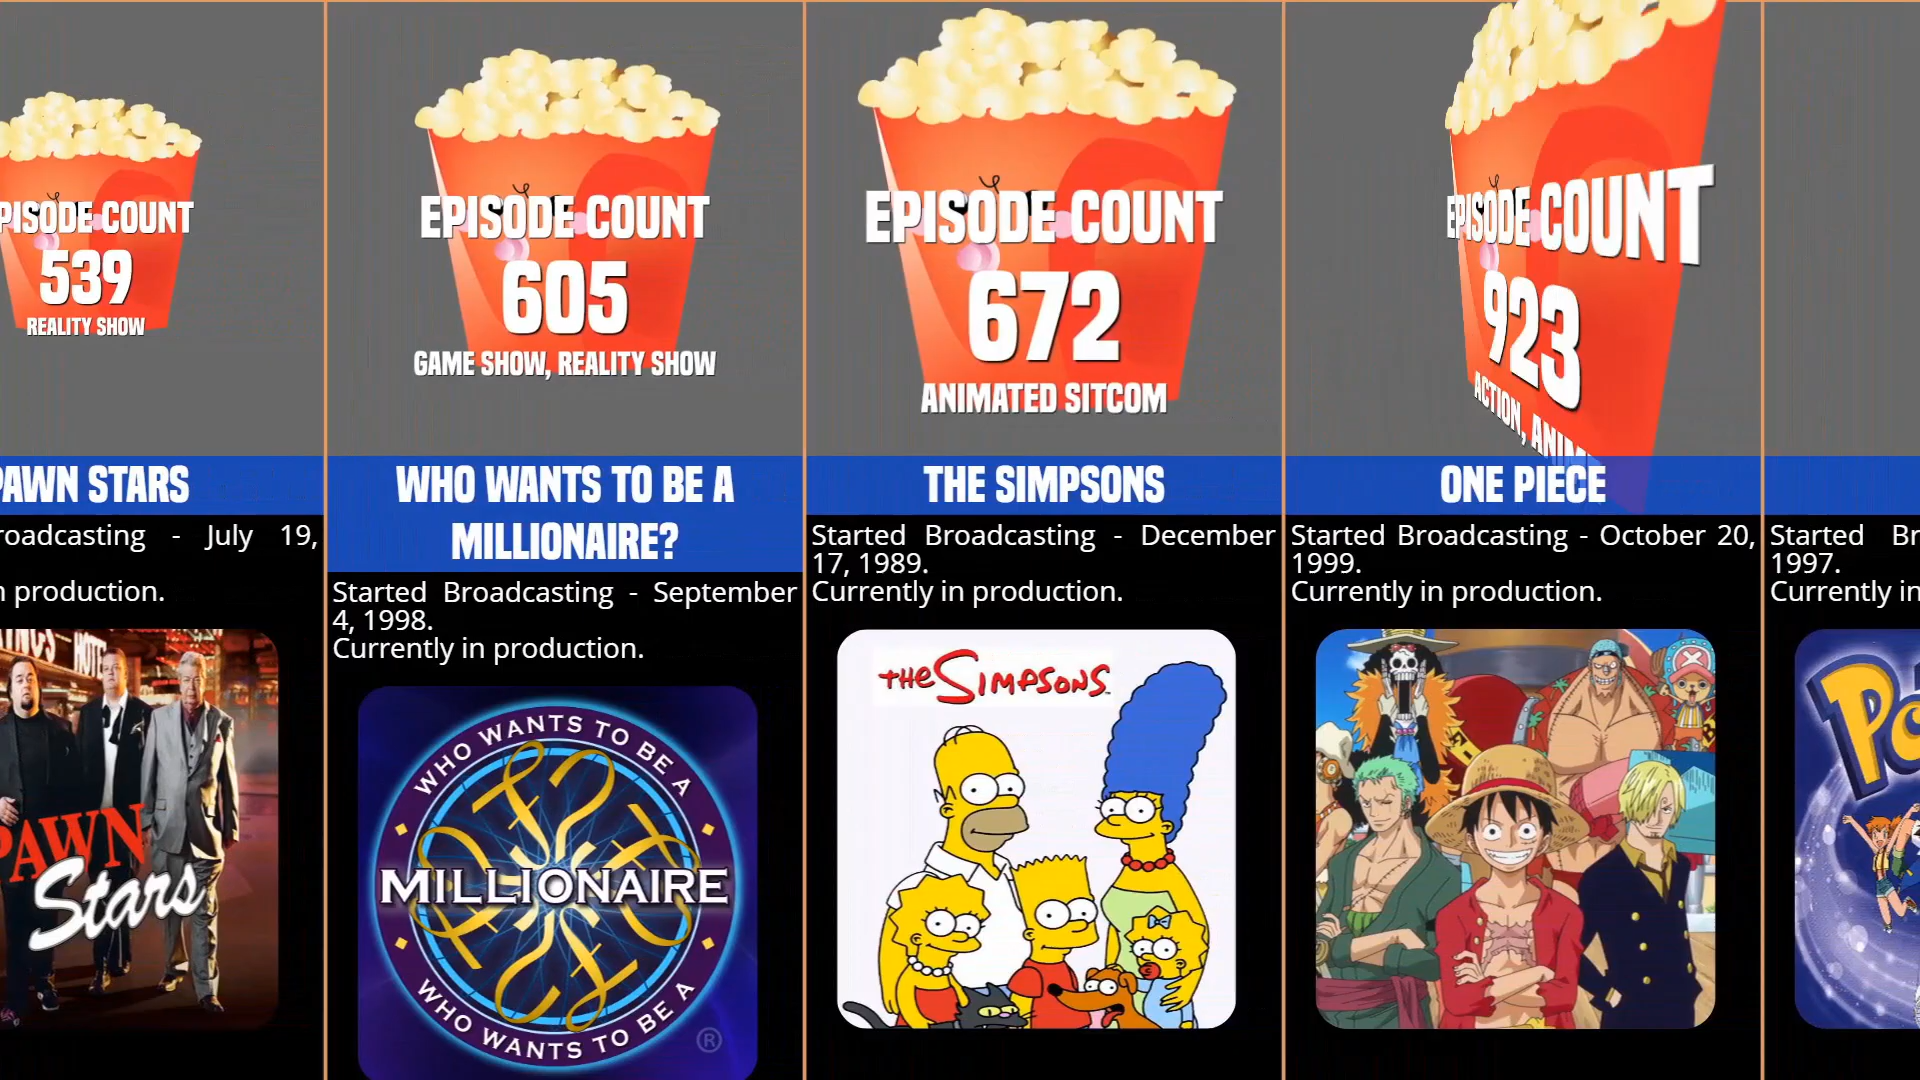 PISODE COUNT
539
REALITY SHOW
PAWN STARS
roadcasting - July 19,
n production.
PAWN
Stars
EPISODE COUNT
605
GAME SHOW, REALITY SHOW
WHO WANTS TO BE A
MILLIONAIRE?
Started Broadcasting - September
4, 1998.
Currently in production.
WHO WANTS TO BE A
MILLIONAIRE
WHO WANTS TO BE A
®
EPISODE COUNT
672
ANIMATED SITCOM
THE SIMPSONS
Started Broadcasting - December
17, 1989.
Currently in production.
THE SIMPSONS
EPISODE COUNT
923
ACTION, ANIM
ONE PIECE
Started Broadcasting - October 20,
1999.
Currently in production.
Started Br
1997.
Currently in
Po